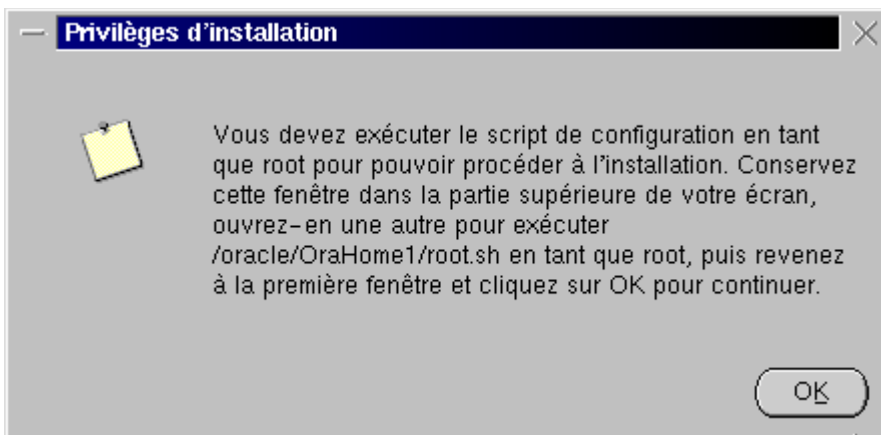 Privilèges d'installation
Vous devez exécuter le script de configuration en tant
que root pour pouvoir procéder à l'installation. Conservez
cette fenêtre dans la partie supérieure de votre écran,
ouvrez-en une autre pour exécuter
/oracle/OraHome1/root.sh en tant que root, puis revenez
à la première fenêtre et cliquez sur OK pour continuer.
OK